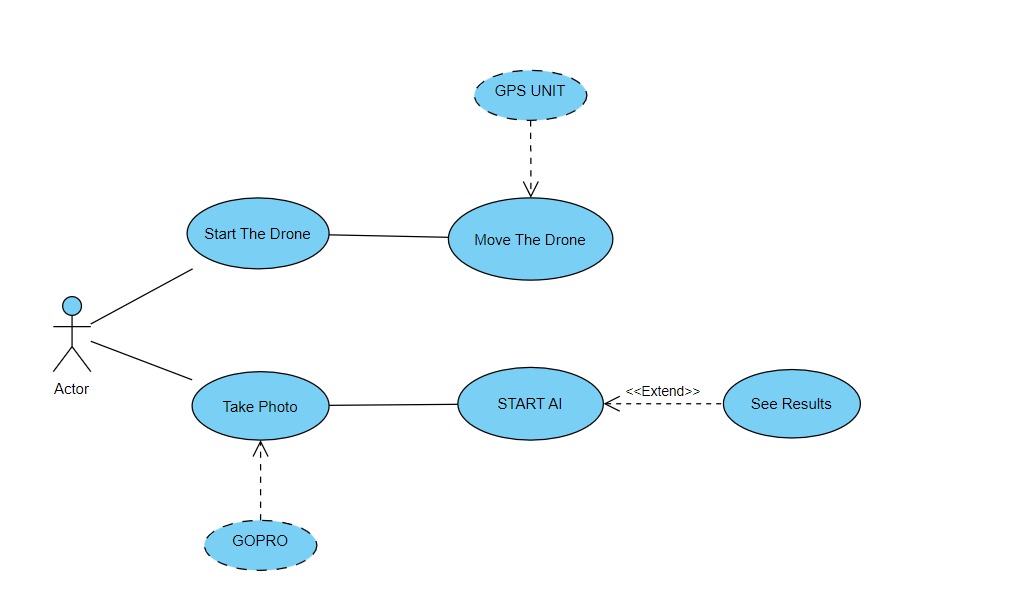 GPS UNIT
Start The Drone
Move The Drone
Actor
Take Photo
START AI
<<Extend>>
See Results
GOPRO